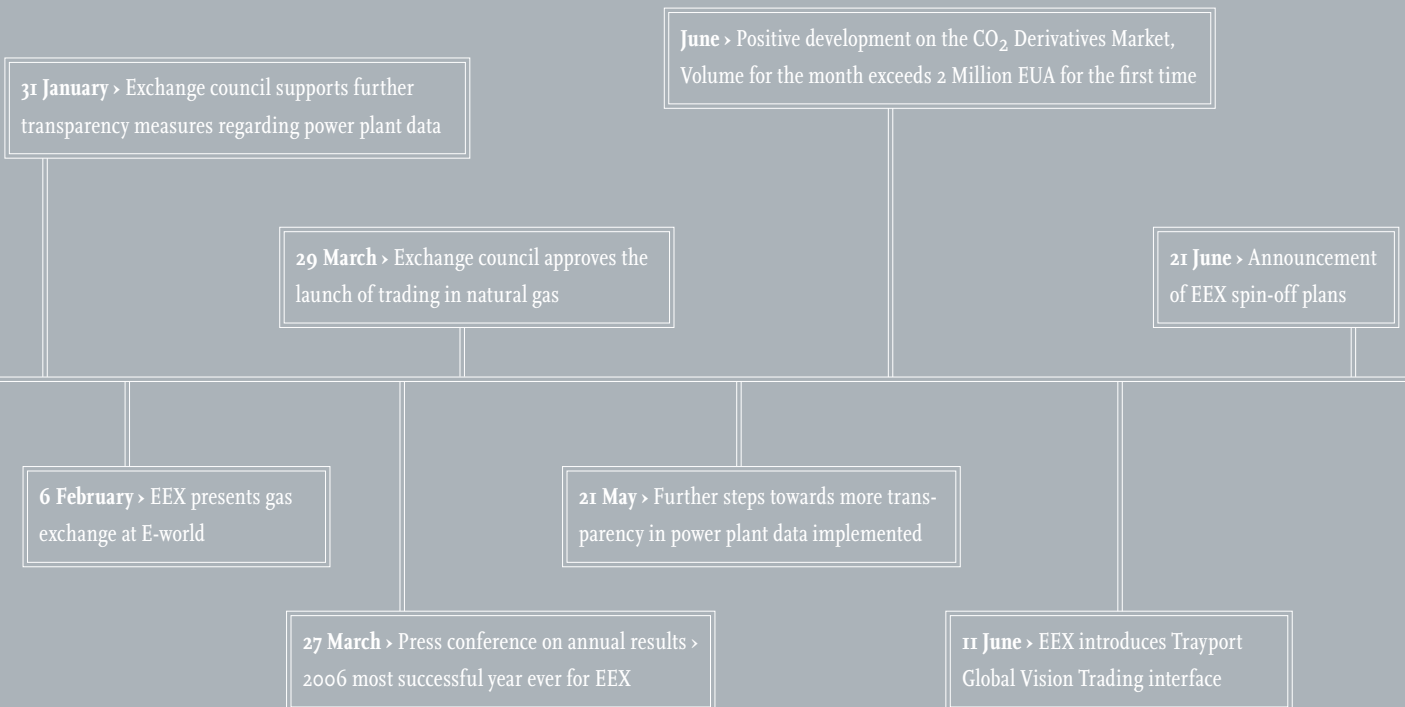 June › Positive development on the CO₂ Derivatives Market,
Volume for the month exceeds 2 Million EUA for the first time
31 January › Exchange council supports further
transparency measures regarding power plant data
29 March › Exchange council approves the
launch of trading in natural gas
21 June › Announcement
of EEX spin-off plans
6 February › EEX presents gas
exchange at E-world
21 May › Further steps towards more trans-
parency in power plant data implemented
27 March › Press conference on annual results ›
2006 most successful year ever for EEX
11 June › EEX introduces Trayport
Global Vision Trading interface